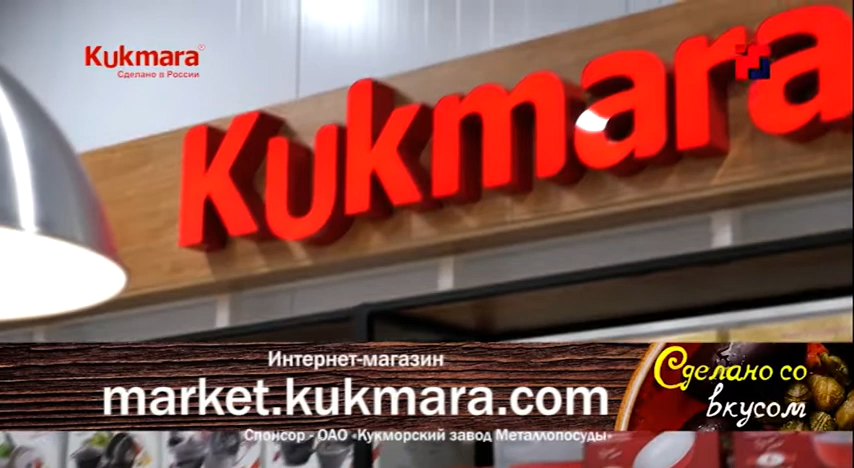 Kukmara®
Сделано в России
Kukmara
Интернет-магазин
market.kukmara.com
Сделано со
вкусом
Спонсор - ОАО «Кукморский завод Металлопосуды»